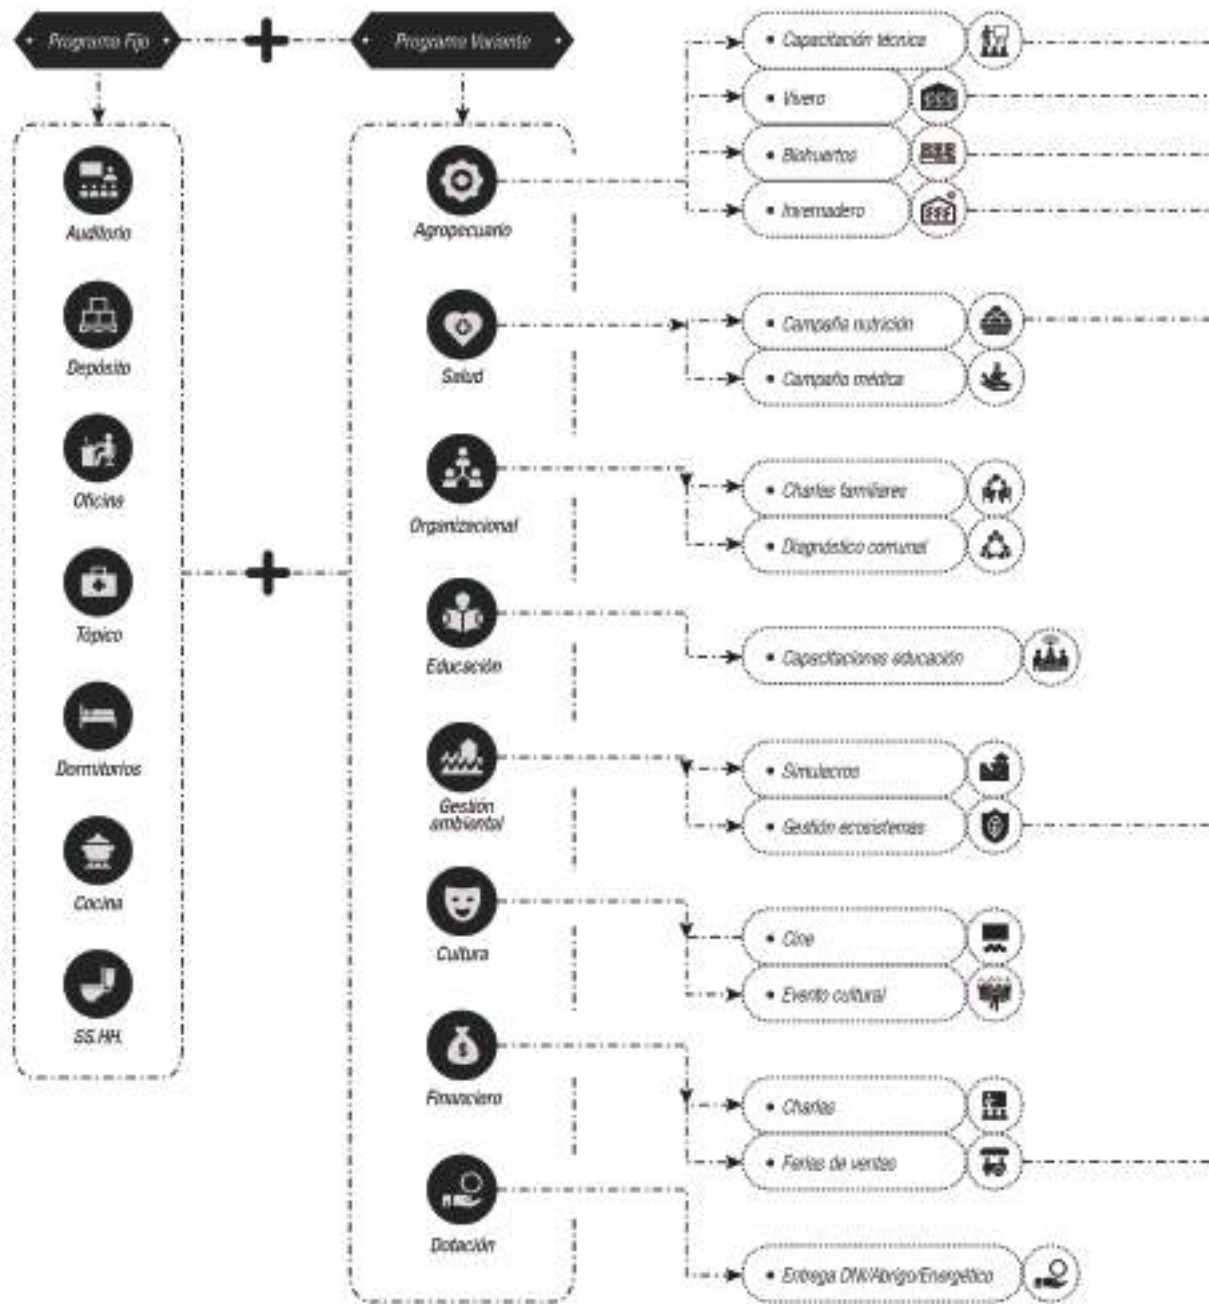 Programa Fijo
Programa Variante
Auditorio
Depósito
Oficina
Tópico
Dormitorios
Cocina
SS.HH.
Agropecuario
Salud
Organizacional
Educación
Gestión
ambiental
Cultura
Financiero
Dotación
• Capacitación técnica
• Vivero
• Biohuertos
• Invernadero
• Campaña nutrición
• Campaña médica
• Charlas familiares
• Diagnóstico comunal
• Capacitaciones educación
• Simulacros
• Gestión ecosistemas
• Cine
• Evento cultural
• Charlas
• Ferias de ventas
• Entrega DNI/Abrigo/Energético